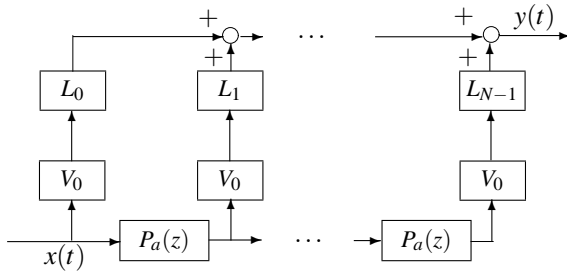 + + y(t)
+ + +
L_0 L_1 ⋯ L_{N−1}
V_0 V_0 V_0
x(t) P_a(z) ⋯ P_a(z)